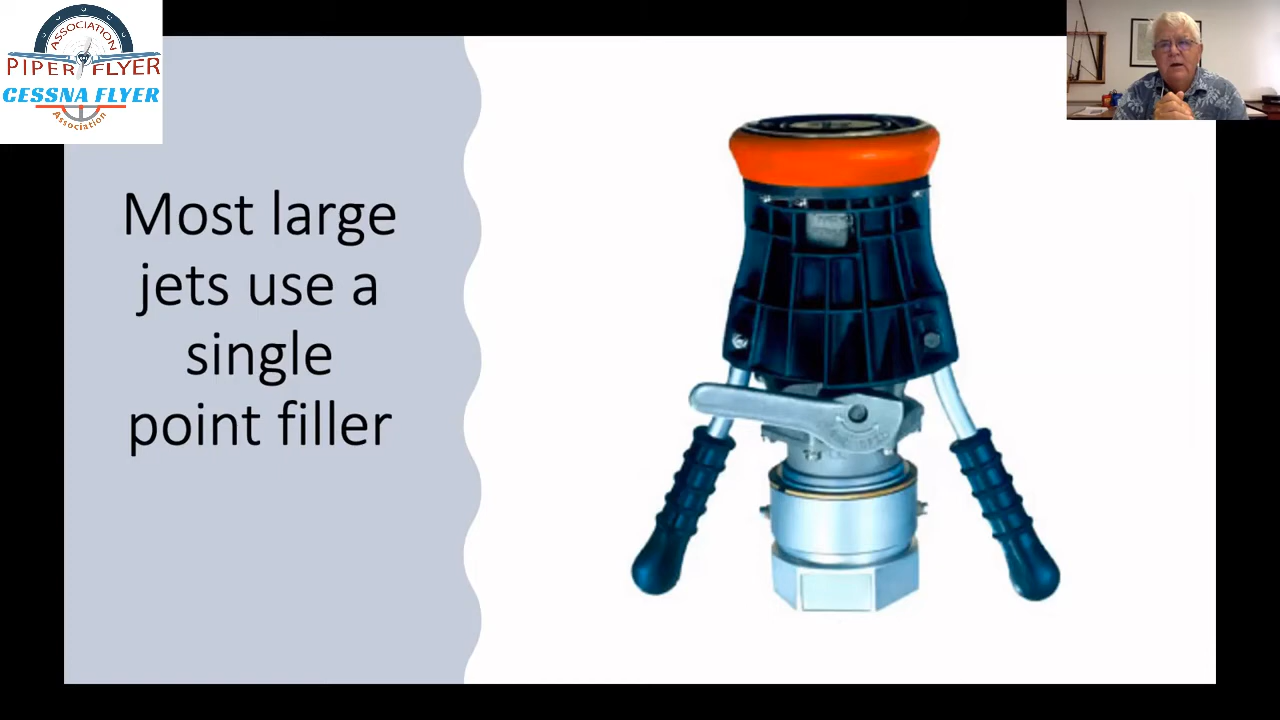 ASSOCIATION
PIPER FLYER
CESSNA FLYER
Association
Most large
jets use a
single
point filler